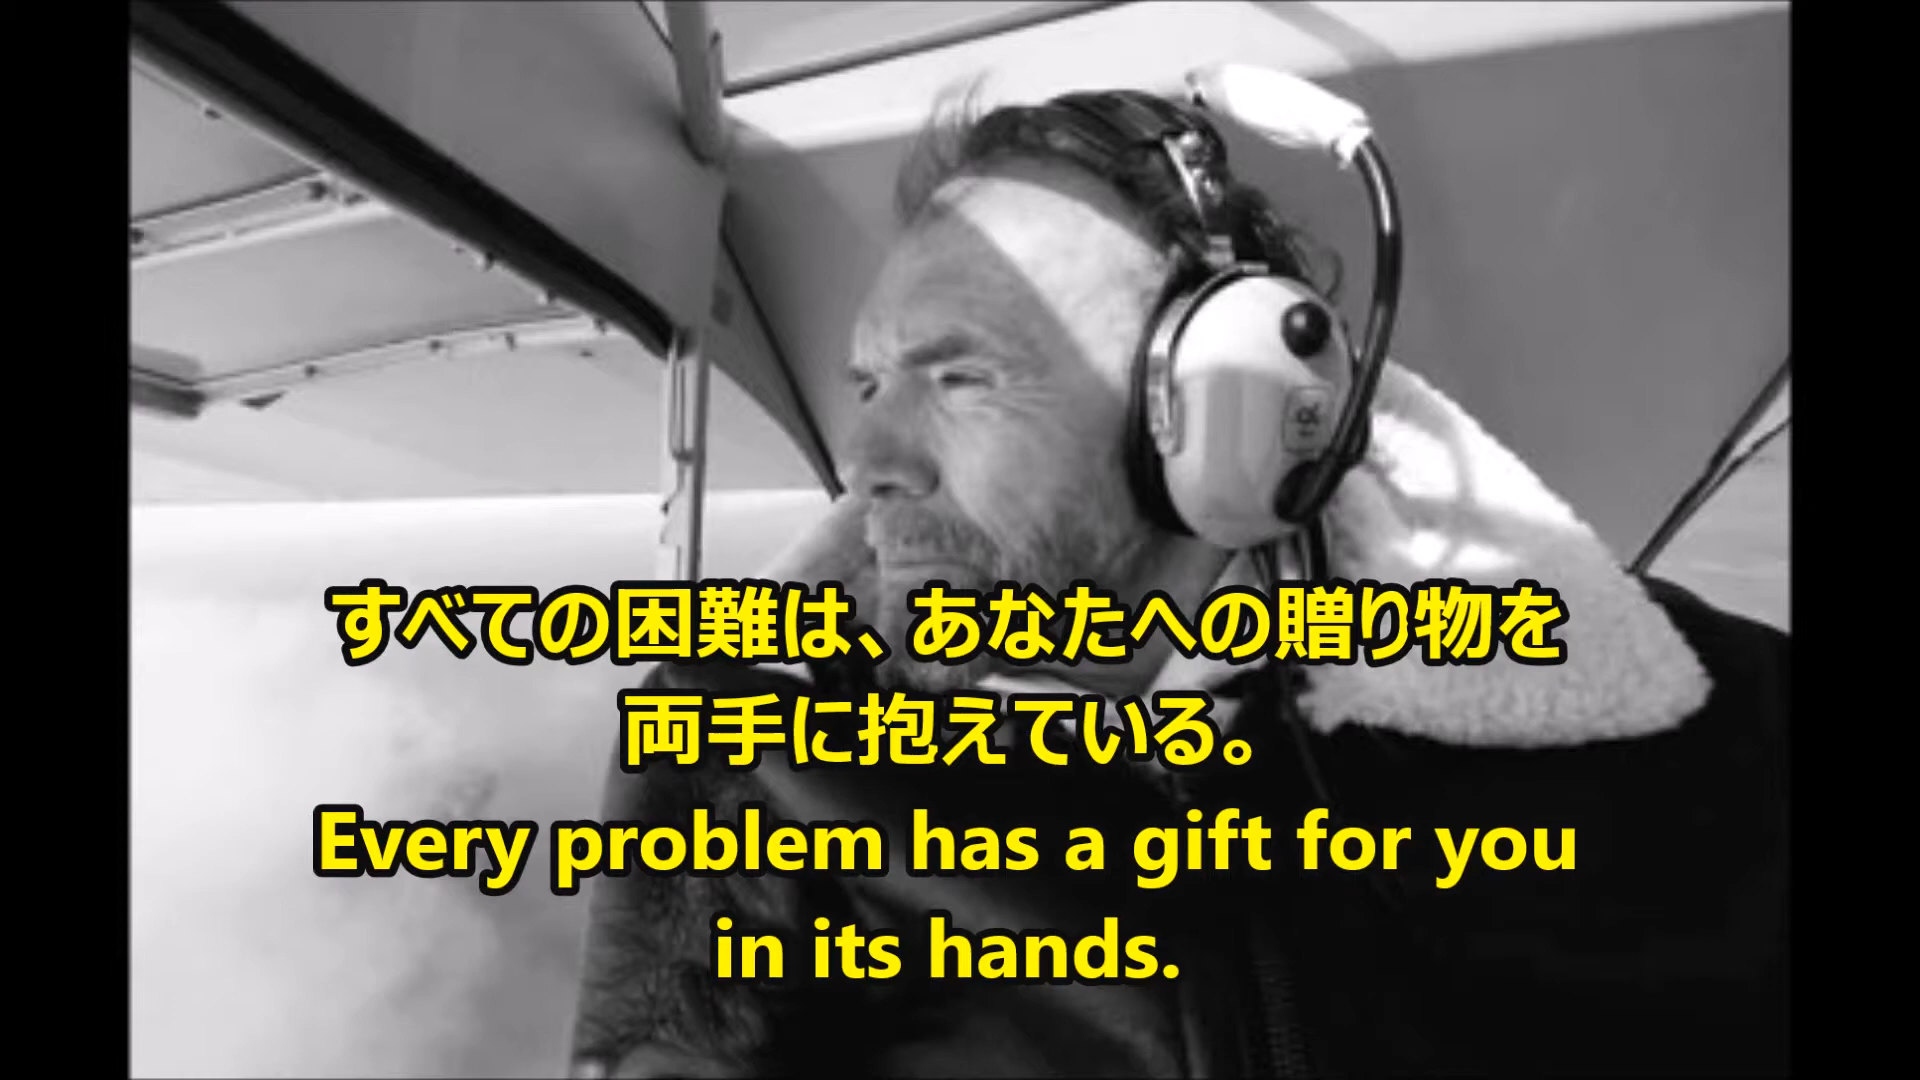 すべての困難は、あなたへの贈り物を
両手に抱えている。
Every problem has a gift for you
in its hands.